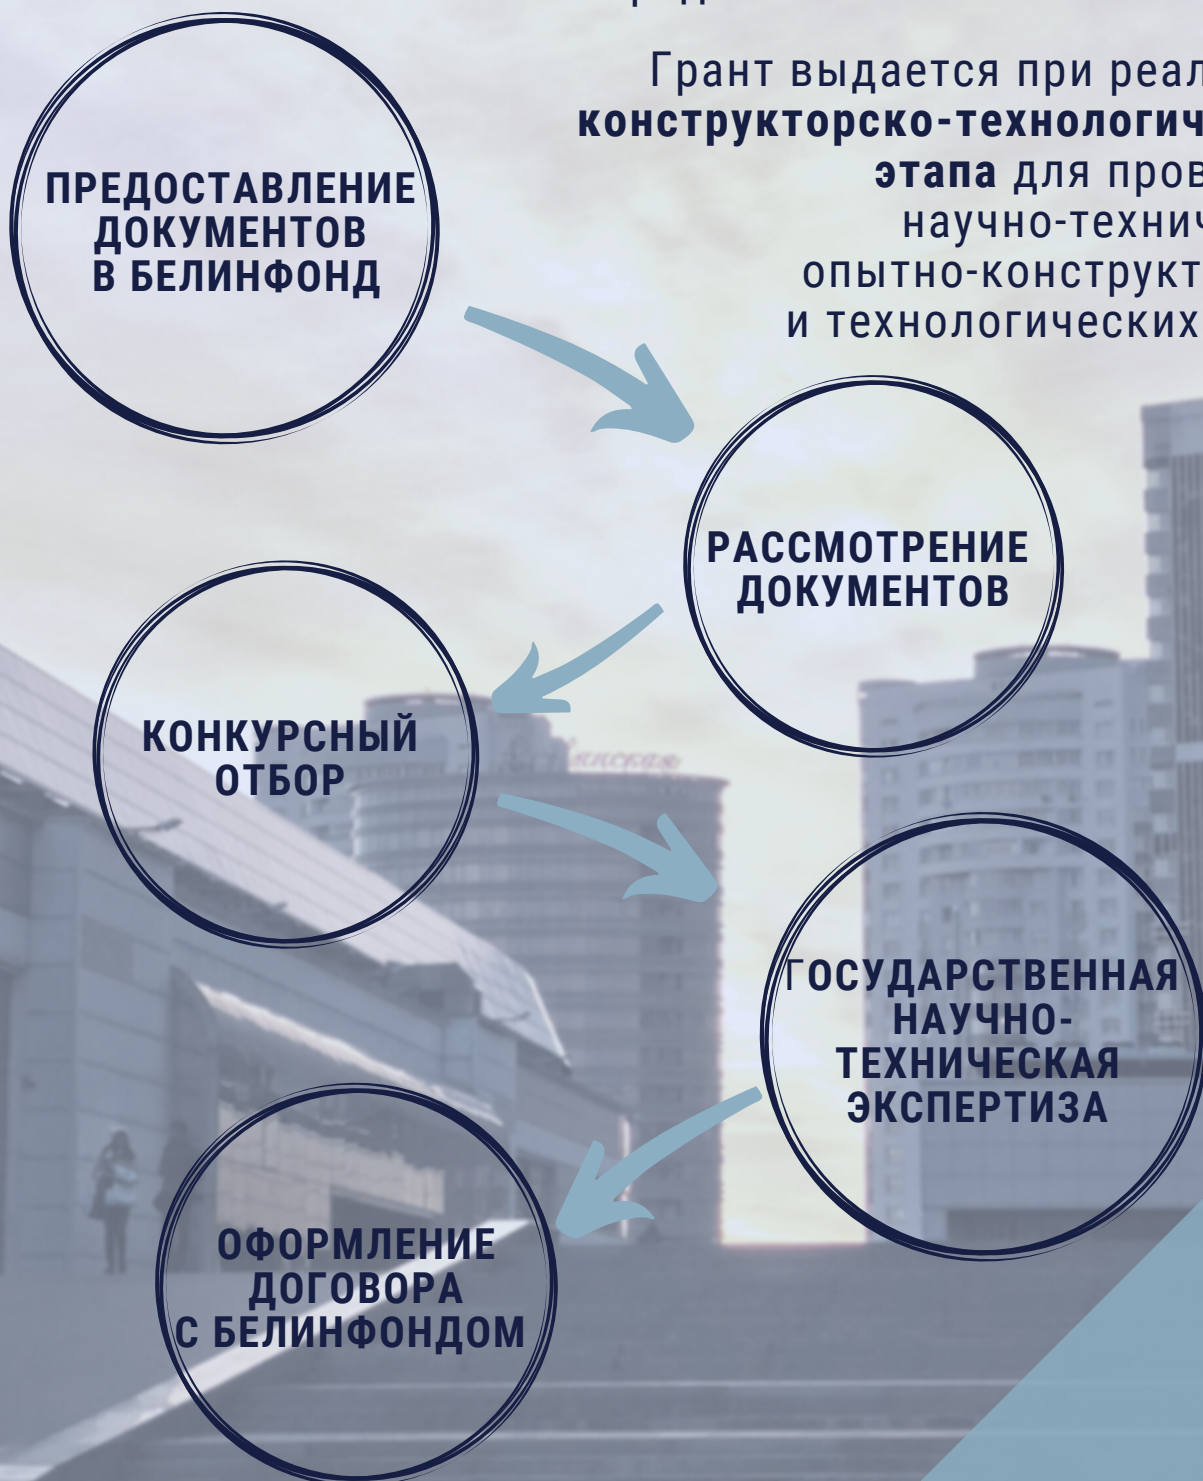 Грант выдается при реал
конструкторско-технологич
этапа для пров
научно-технич
опытно-конструкт
и технологических
ПРЕДОСТАВЛЕНИЕ
ДОКУМЕНТОВ
В БЕЛИНФОНД
РАССМОТРЕНИЕ
ДОКУМЕНТОВ
КОНКУРСНЫЙ
ОТБОР
ГОСУДАРСТВЕННАЯ
НАУЧНО-
ТЕХНИЧЕСКАЯ
ЭКСПЕРТИЗА
ОФОРМЛЕНИЕ
ДОГОВОРА
С БЕЛИНФОНДОМ